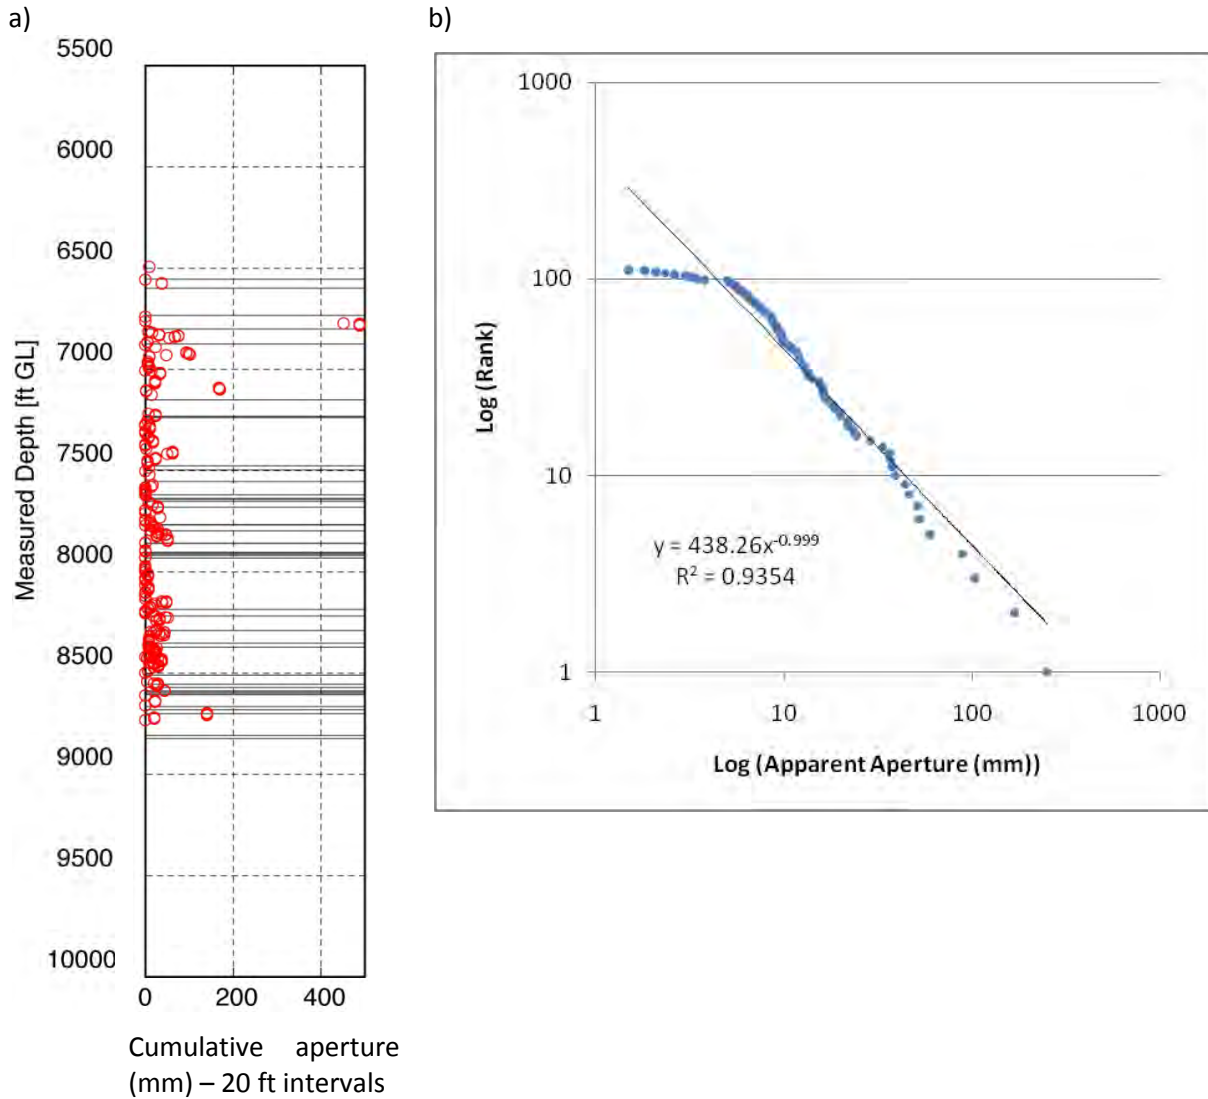 a)
5500
6000
6500
7000
7500
8000
8500
9000
9500
10000
Measured Depth [ft GL]
0 200 400
Cumulative aperture
(mm) – 20 ft intervals
b)
1000
100
10
1
Log (Rank)
y = 438.26x^-0.999
R² = 0.9354
1 10 100 1000
Log (Apparent Aperture (mm))